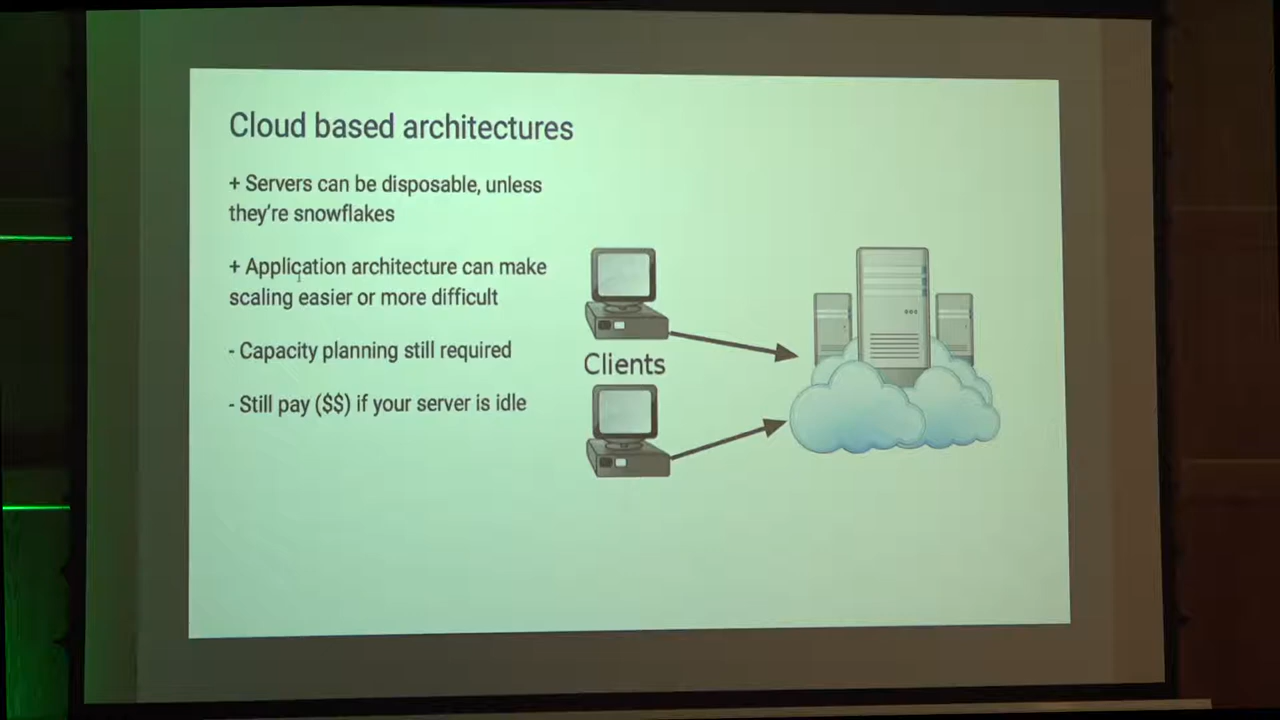 Cloud based architectures
+ Servers can be disposable, unless
they're snowflakes
+ Application architecture can make
scaling easier or more difficult
- Capacity planning still required
- Still pay ($$) if your server is idle
Clients